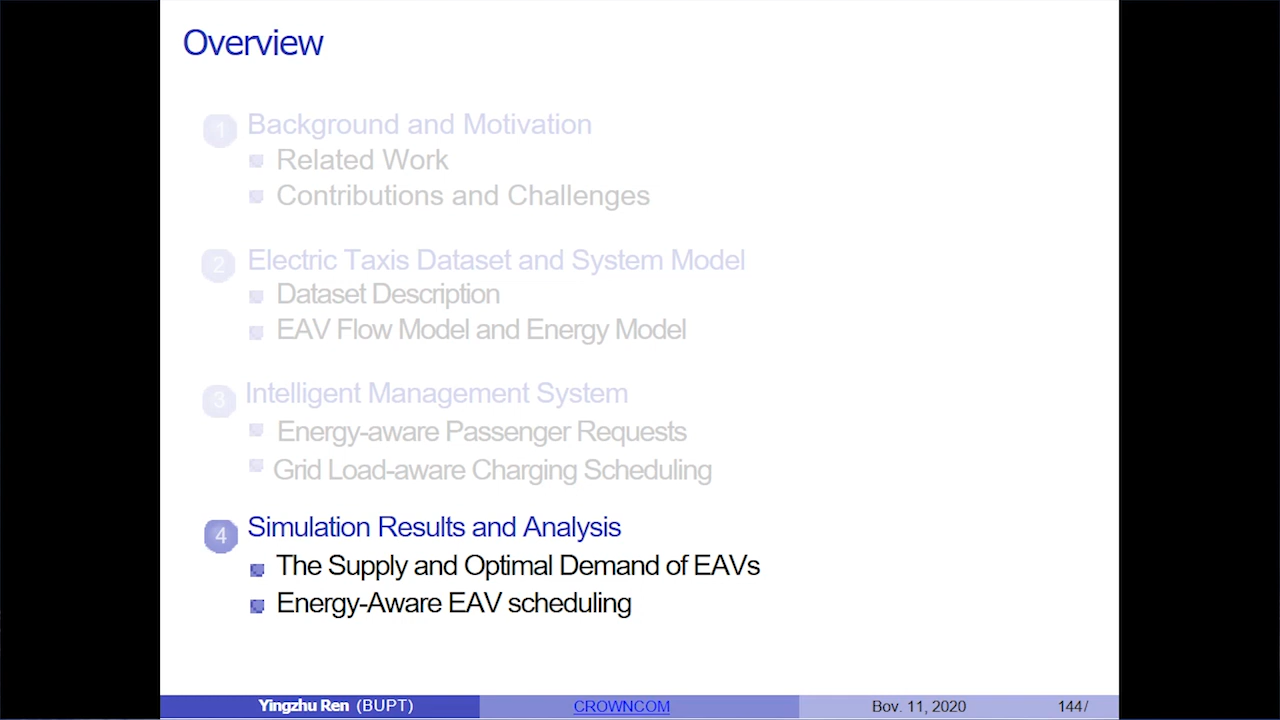 Overview
1 Background and Motivation
Related Work
Contributions and Challenges
2 Electric Taxis Dataset and System Model
Dataset Description
EAV Flow Model and Energy Model
3 Intelligent Management System
Energy-aware Passenger Requests
Grid Load-aware Charging Scheduling
4 Simulation Results and Analysis
The Supply and Optimal Demand of EAVs
Energy-Aware EAV scheduling
Yingzhu Ren (BUPT) CROWNCOM Bov. 11, 2020 144/